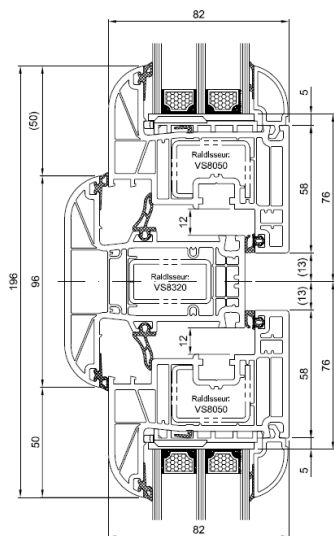 82
(50)
5
Raidisseur:
VS8050
58
76
12
(13)
196
96
Raidisseur:
VS8320
(13)
12
58
76
Raidisseur:
VS8050
50
5
82